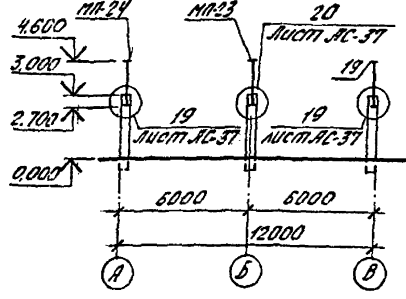 МП-24
МП-23
20
Лист АС-37
4.600
3.000
19
2.700
19
Лист АС-37
19
Лист АС-37
0.000
6000
6000
12000
А
Б
В